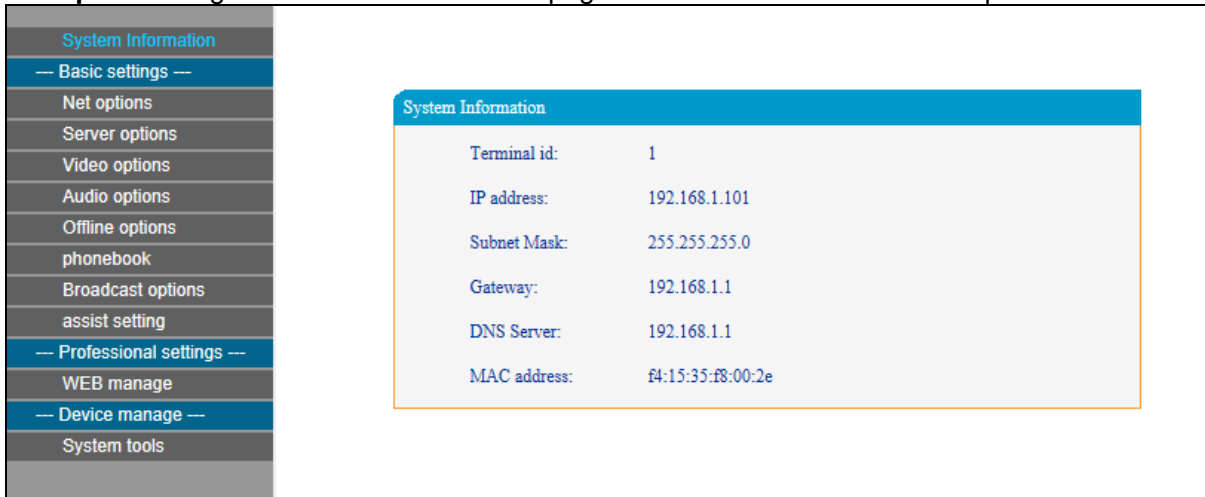 System Information
--- Basic settings ---
Net options
Server options
Video options
Audio options
Offline options
phonebook
Broadcast options
assist setting
--- Professional settings ---
WEB manage
--- Device manage ---
System tools
System Information
Terminal id: 1
IP address: 192.168.1.101
Subnet Mask: 255.255.255.0
Gateway: 192.168.1.1
DNS Server: 192.168.1.1
MAC address: f4:15:35:f8:00:2e